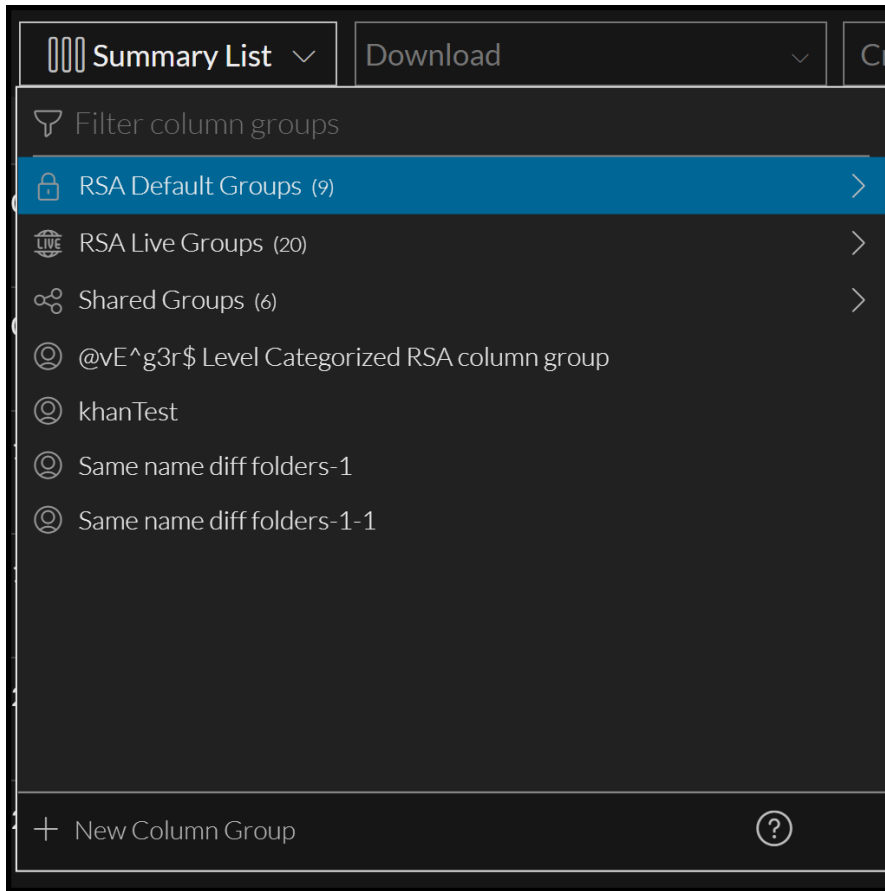 Summary List
Download
Filter column groups
RSA Default Groups (9)
LIVE RSA Live Groups (20)
Shared Groups (6)
@vE^g3r$ Level Categorized RSA column group
khanTest
Same name diff folders-1
Same name diff folders-1-1
+ New Column Group ?